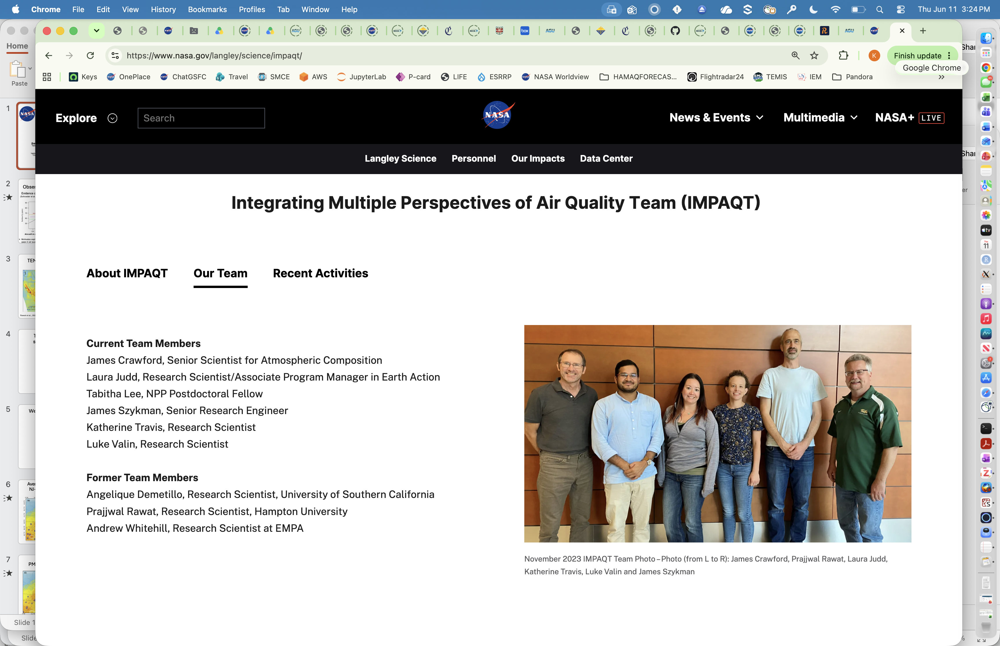 Chrome File Edit View History Bookmarks Profiles Tab Window Help Thu Jun 11 3:24 PM
Home
Paste
https://www.nasa.gov/langley/science/impaqt/
K
Finish update
Google Chrome
Keys OnePlace ChatGSFC Travel SMCE AWS JupyterLab P-card LIFE ESRRP NASA Worldview HAMAQFORECAS... Flightradar24 TEMIS IEM Pandora
Explore Search NASA News & Events Multimedia NASA+ LIVE
Langley Science Personnel Our Impacts Data Center
Integrating Multiple Perspectives of Air Quality Team (IMPAQT)
About IMPAQT Our Team Recent Activities
Current Team Members
James Crawford, Senior Scientist for Atmospheric Composition
Laura Judd, Research Scientist/Associate Program Manager in Earth Action
Tabitha Lee, NPP Postdoctoral Fellow
James Szykman, Senior Research Engineer
Katherine Travis, Research Scientist
Luke Valin, Research Scientist
Former Team Members
Angelique Demetillo, Research Scientist, University of Southern California
Prajjwal Rawat, Research Scientist, Hampton University
Andrew Whitehill, Research Scientist at EMPA
November 2023 IMPAQT Team Photo – Photo (from L to R): James Crawford, Prajjwal Rawat, Laura Judd,
Katherine Travis, Luke Valin and James Szykman
1
2
3
4
5
6
7
Slide 1